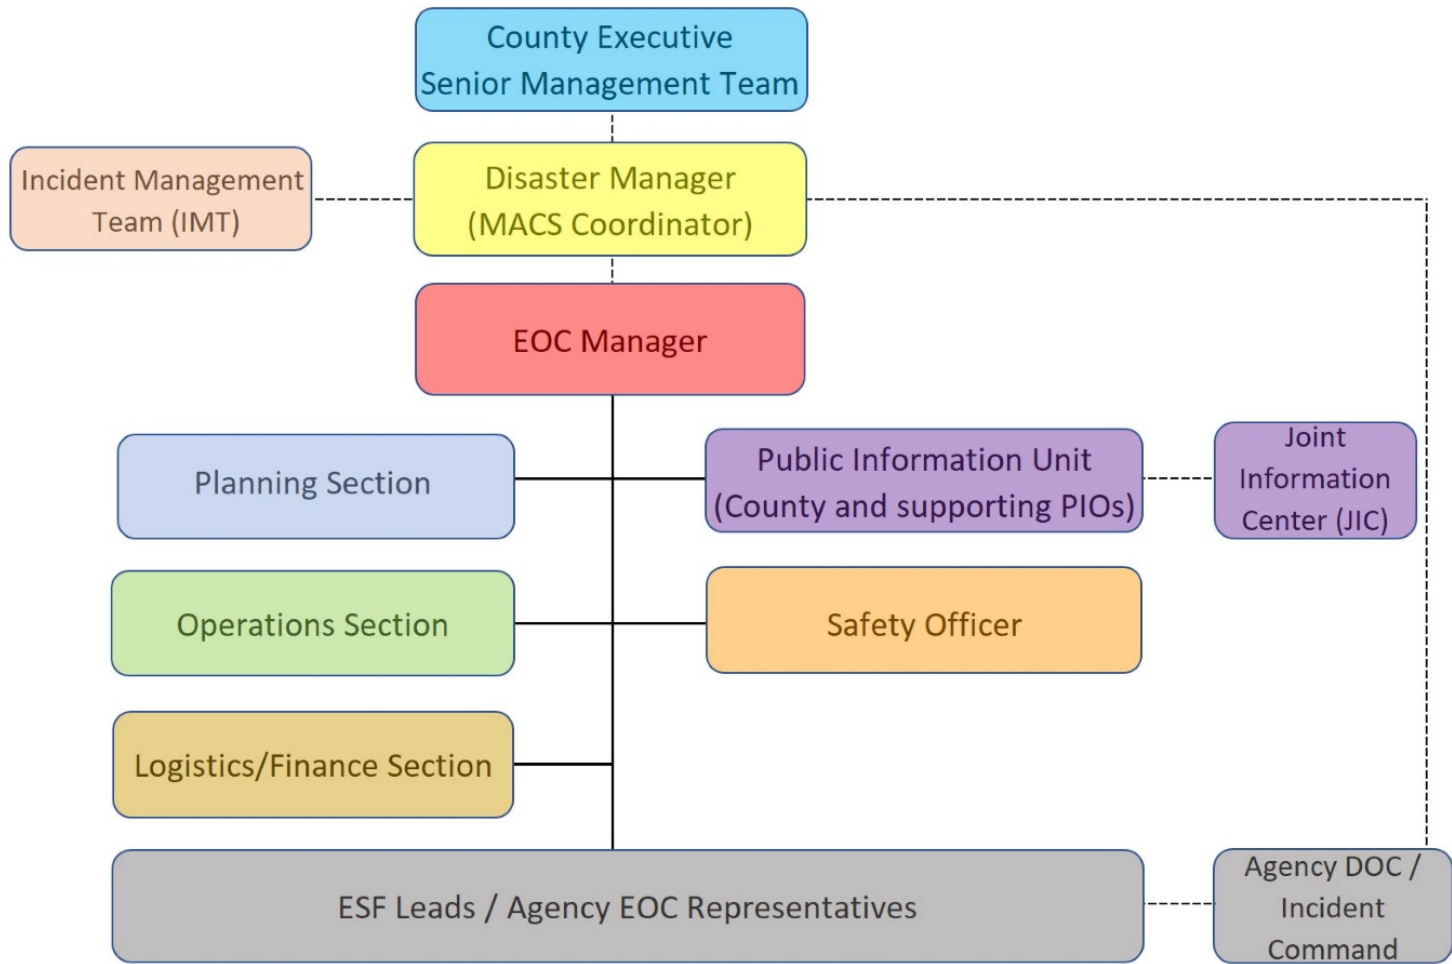 County Executive
Senior Management Team
Incident Management
Team (IMT)
Disaster Manager
(MACS Coordinator)
EOC Manager
Planning Section
Public Information Unit
(County and supporting PIOs)
Joint
Information
Center (JIC)
Operations Section
Safety Officer
Logistics/Finance Section
ESF Leads / Agency EOC Representatives
Agency DOC /
Incident
Command